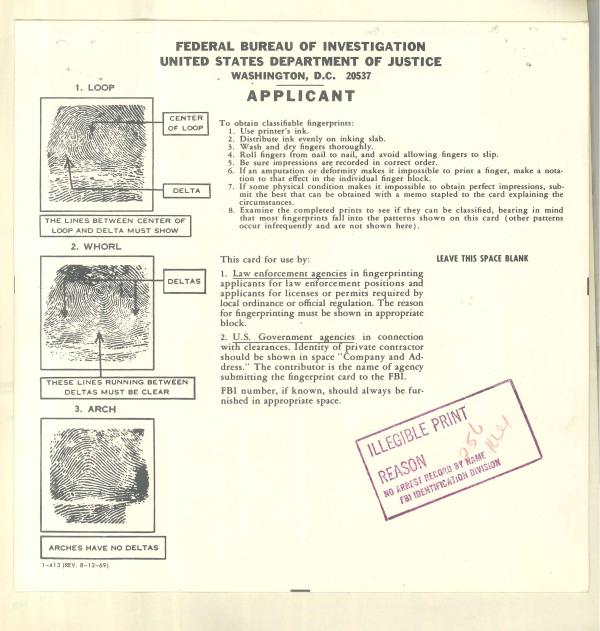 FEDERAL BUREAU OF INVESTIGATION
UNITED STATES DEPARTMENT OF JUSTICE
WASHINGTON, D.C. 20537
APPLICANT
1. LOOP
CENTER
OF LOOP
DELTA
THE LINES BETWEEN CENTER OF
LOOP AND DELTA MUST SHOW
2. WHORL
DELTAS
THESE LINES RUNNING BETWEEN
DELTAS MUST BE CLEAR
3. ARCH
ARCHES HAVE NO DELTAS
1-413 (REV. 8-12-69)
To obtain classifiable fingerprints:
1. Use printer's ink.
2. Distribute ink evenly on inking slab.
3. Wash and dry fingers thoroughly.
4. Roll fingers from nail to nail, and avoid allowing fingers to slip.
5. Be sure impressions are recorded in correct order.
6. If an amputation or deformity makes it impossible to print a finger, make a nota-
tion to that effect in the individual finger block.
7. If some physical condition makes it impossible to obtain perfect impressions, sub-
mit the best that can be obtained with a memo stapled to the card explaining the
circumstances.
8. Examine the completed prints to see if they can be classified, bearing in mind
that most fingerprints fall into the patterns shown on this card (other patterns
occur infrequently and are not shown here).
This card for use by:
1. Law enforcement agencies in fingerprinting
applicants for law enforcement positions and
applicants for licenses or permits required by
local ordinance or official regulation. The reason
for fingerprinting must be shown in appropriate
block.
2. U.S. Government agencies in connection
with clearances. Identity of private contractor
should be shown in space "Company and Ad-
dress." The contributor is the name of agency
submitting the fingerprint card to the FBI.
FBI number, if known, should always be fur-
nished in appropriate space.
LEAVE THIS SPACE BLANK
ILLEGIBLE PRINT
REASON
256
NO ARREST RECORD BY NAME
FBI IDENTIFICATION DIVISION